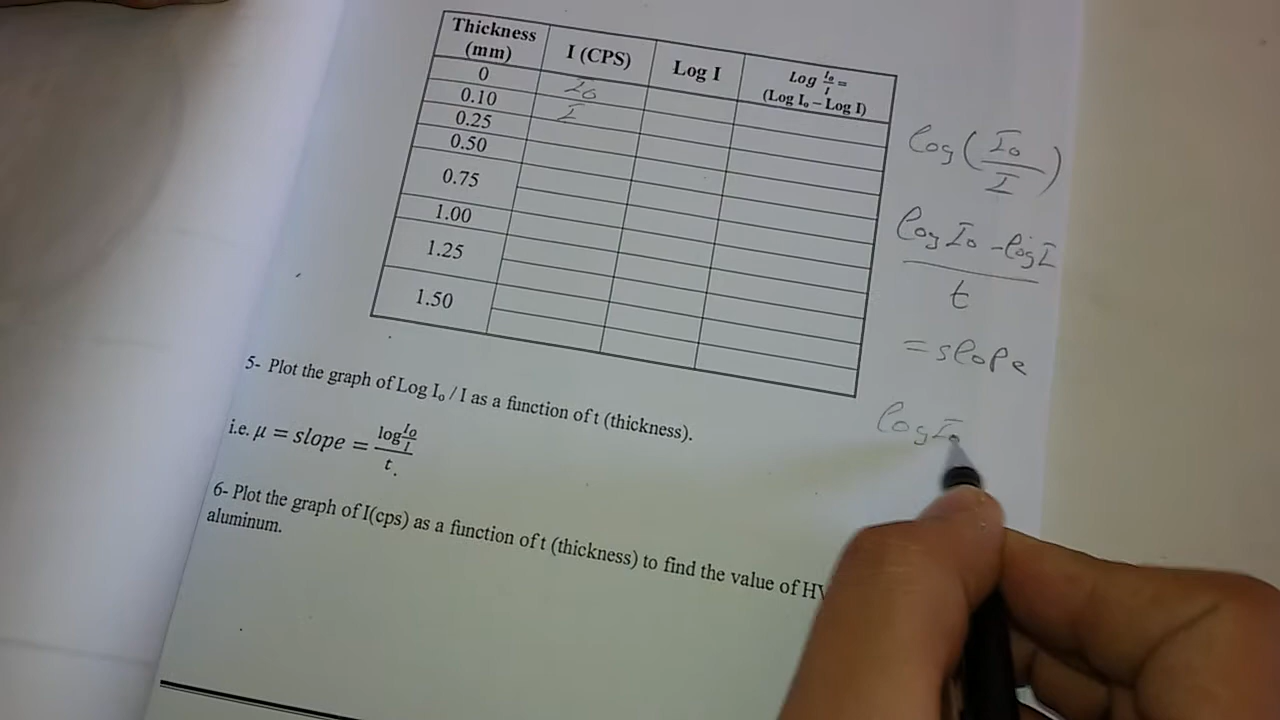 Thickness (mm) I (CPS) Log I Log I₀/I = (Log I₀ – Log I)
0 I₀
0.10 I
0.25
0.50
0.75
1.00
1.25
1.50
log(I₀/I)
log I₀ - log I
t
= slope
log I₀
5- Plot the graph of Log I₀ / I as a function of t (thickness).
i.e. μ = slope = log I₀/I
t.
6- Plot the graph of I(cps) as a function of t (thickness) to find the value of
aluminum.